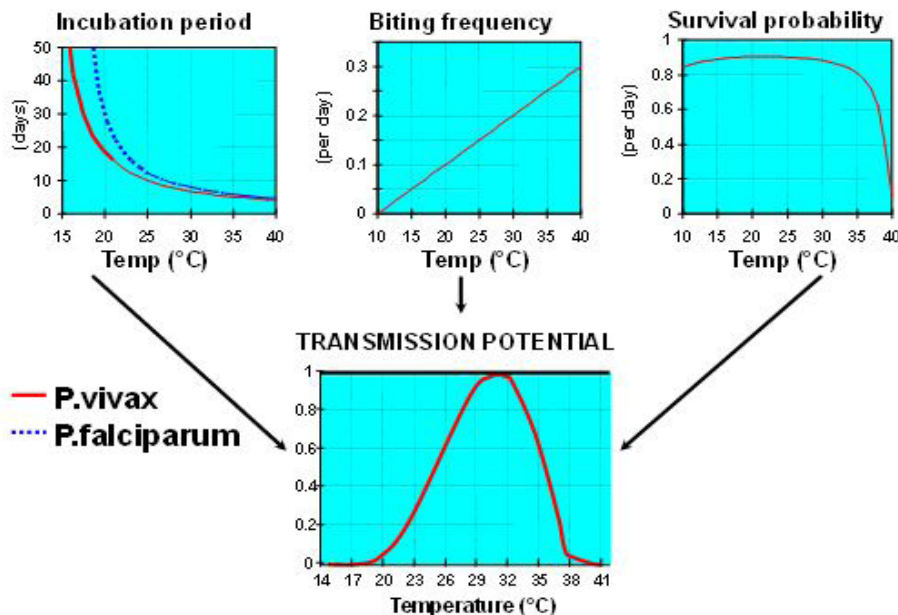 Incubation period
Biting frequency
Survival probability
50
40
30
20
10
0
(days)
15 20 25 30 35 40
Temp (°C)
0.3
0.2
0.1
0
(per day)
10 15 20 25 30 35 40
Temp (°C)
1
0.8
0.6
0.4
0.2
0
(per day)
10 15 20 25 30 35 40
Temp (°C)
TRANSMISSION POTENTIAL
P.vivax
P.falciparum
1
0.8
0.6
0.4
0.2
0
14 17 20 23 26 29 32 35 38 41
Temperature (°C)